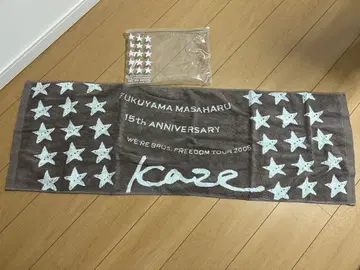 FUKUYAMA MASAHARU
15th ANNIVERSARY
WE'RE BROS. FREEDOM TOUR 2005
Kaze